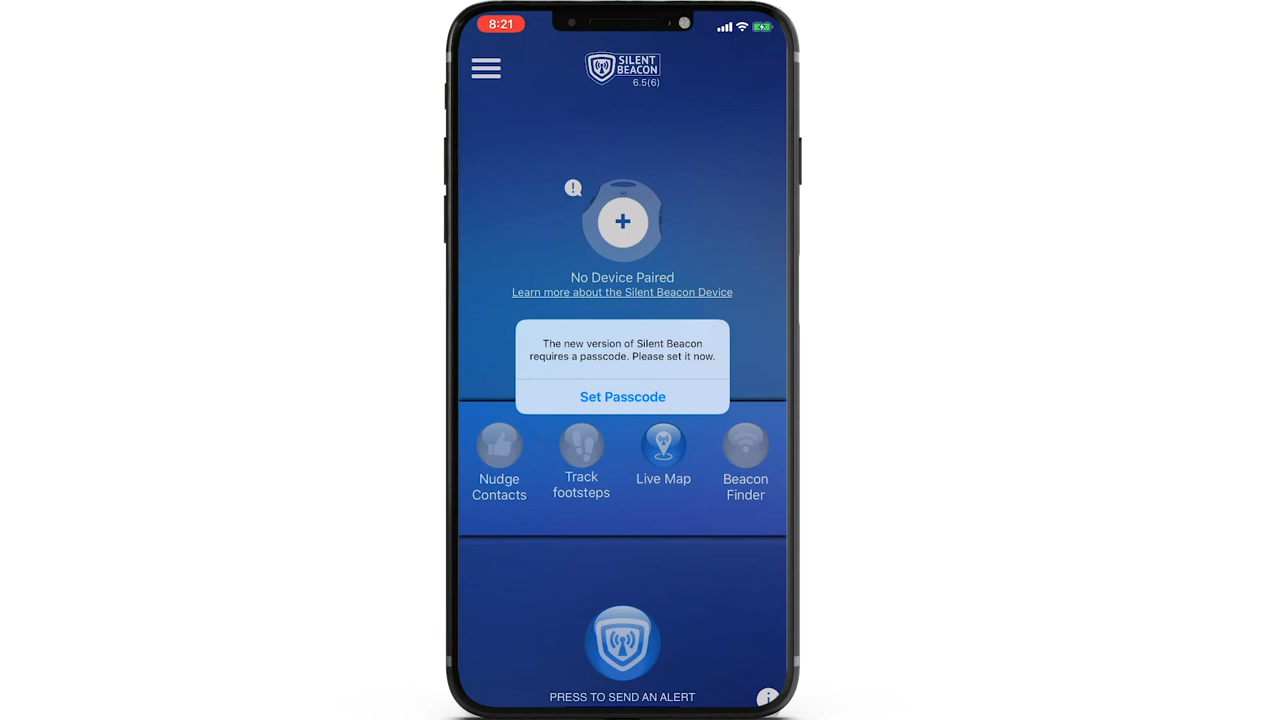 8:21
SILENT
BEACON
6.5(6)
No Device Paired
Learn more about the Silent Beacon Device
The new version of Silent Beacon
requires a passcode. Please set it now.
Set Passcode
Nudge
Contacts
Track
footsteps
Live Map
Beacon
Finder
PRESS TO SEND AN ALERT